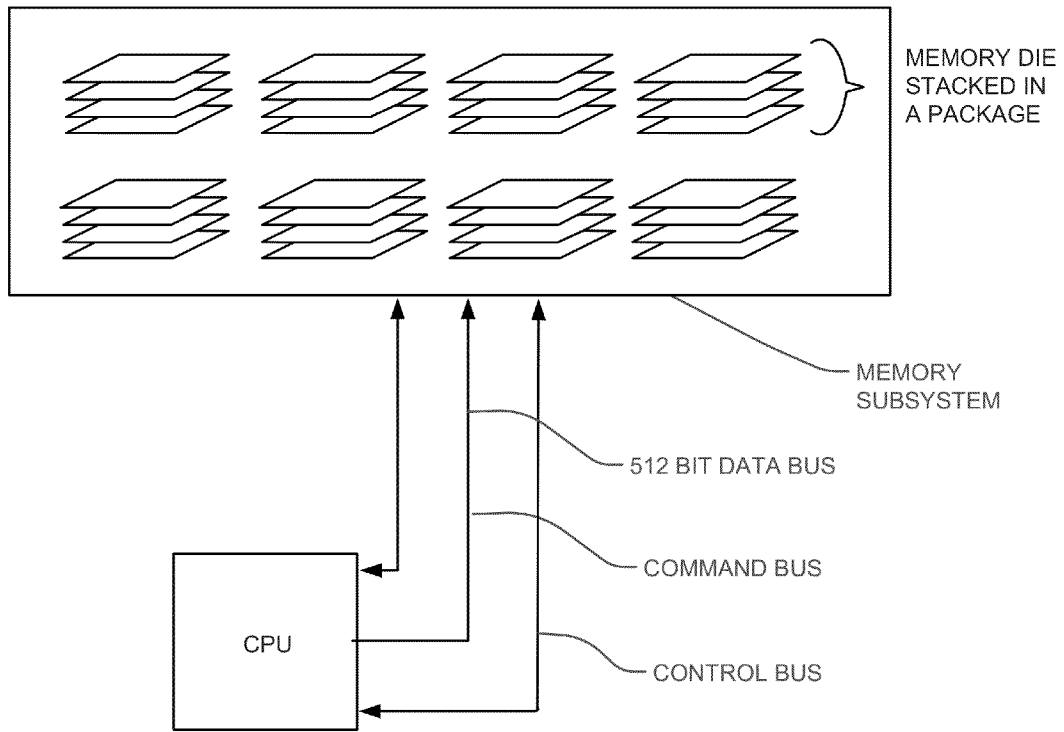 MEMORY DIE
STACKED IN
A PACKAGE
MEMORY
SUBSYSTEM
512 BIT DATA BUS
COMMAND BUS
CPU
CONTROL BUS